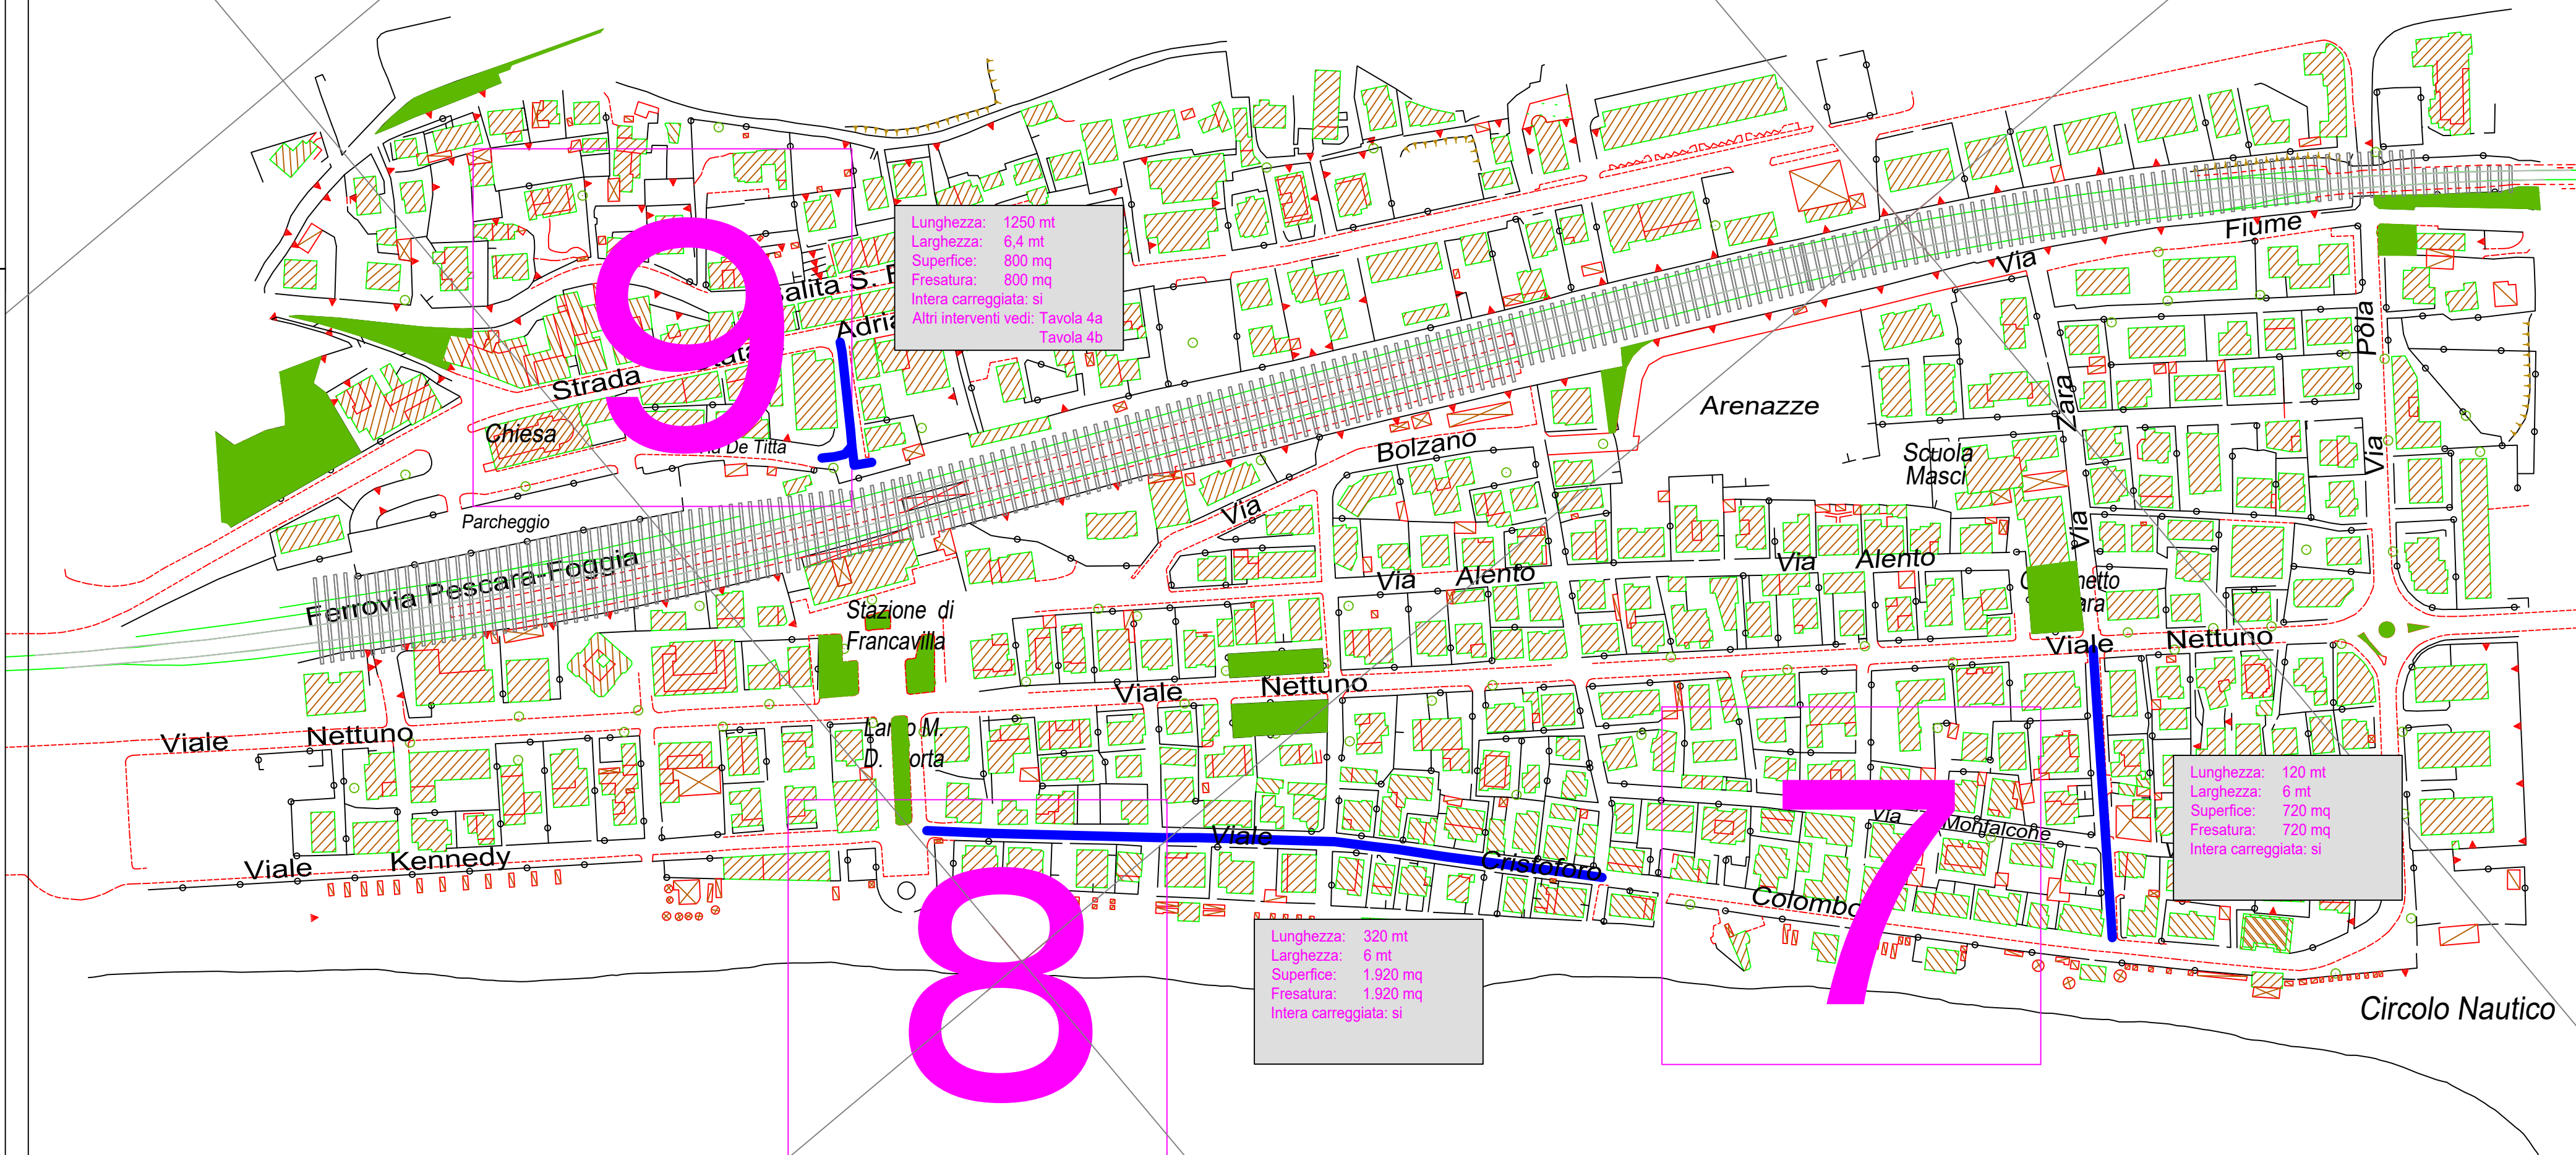 9
Lunghezza: 1250 mt
Larghezza: 6,4 mt
Superfice: 800 mq
Fresatura: 800 mq
Intera carreggiata: si
Altri interventi vedi: Tavola 4a
Tavola 4b
Salita S.
Strada
Chiesa
De Titta
Parcheggio
Ferrovia Pescara-Foggia
Stazione di
Francavilla
Via
Fiume
Pola
Via
Zara
Via
Arenazze
Scuola
Masci
Via
Bolzano
Via
Alento
Via
Alento
Viale
Nettuno
Viale
Nettuno
Viale
Nettuno
Viale
Kennedy
Viale
Cristoforo
Colombo
Via
Monfalcone
8
Lunghezza: 320 mt
Larghezza: 6 mt
Superfice: 1.920 mq
Fresatura: 1.920 mq
Intera carreggiata: si
7
Lunghezza: 120 mt
Larghezza: 6 mt
Superfice: 720 mq
Fresatura: 720 mq
Intera carreggiata: si
Circolo Nautico